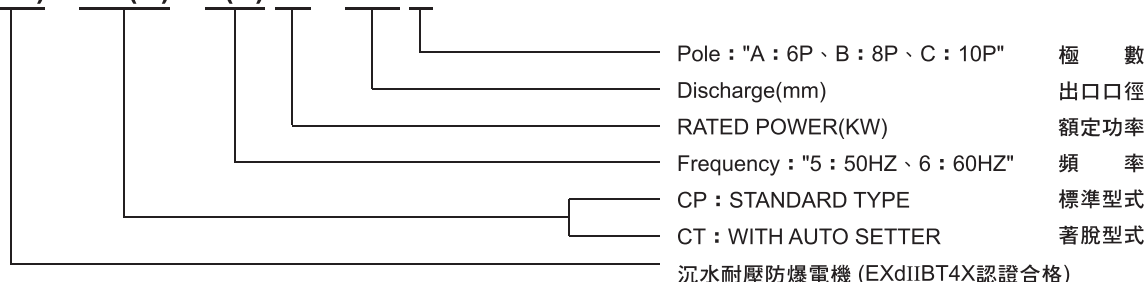 Pole："A：6P、B：8P、C：10P" 極 數
Discharge(mm) 出口口徑
RATED POWER(KW) 額定功率
Frequency："5：50HZ、6：60HZ" 頻 率
CP：STANDARD TYPE 標準型式
CT：WITH AUTO SETTER 著脫型式
沉水耐壓防爆電機 (EXdIIBT4X認證合格)